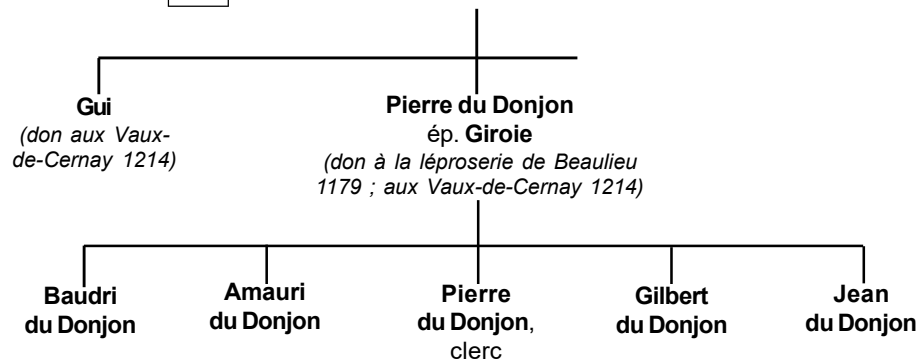 Gui
(don aux Vaux-
de-Cernay 1214)
Pierre du Donjon
ép. Giroie
(don à la léproserie de Beaulieu
1179 ; aux Vaux-de-Cernay 1214)
Baudri
du Donjon
Amauri
du Donjon
Pierre
du Donjon,
clerc
Gilbert
du Donjon
Jean
du Donjon